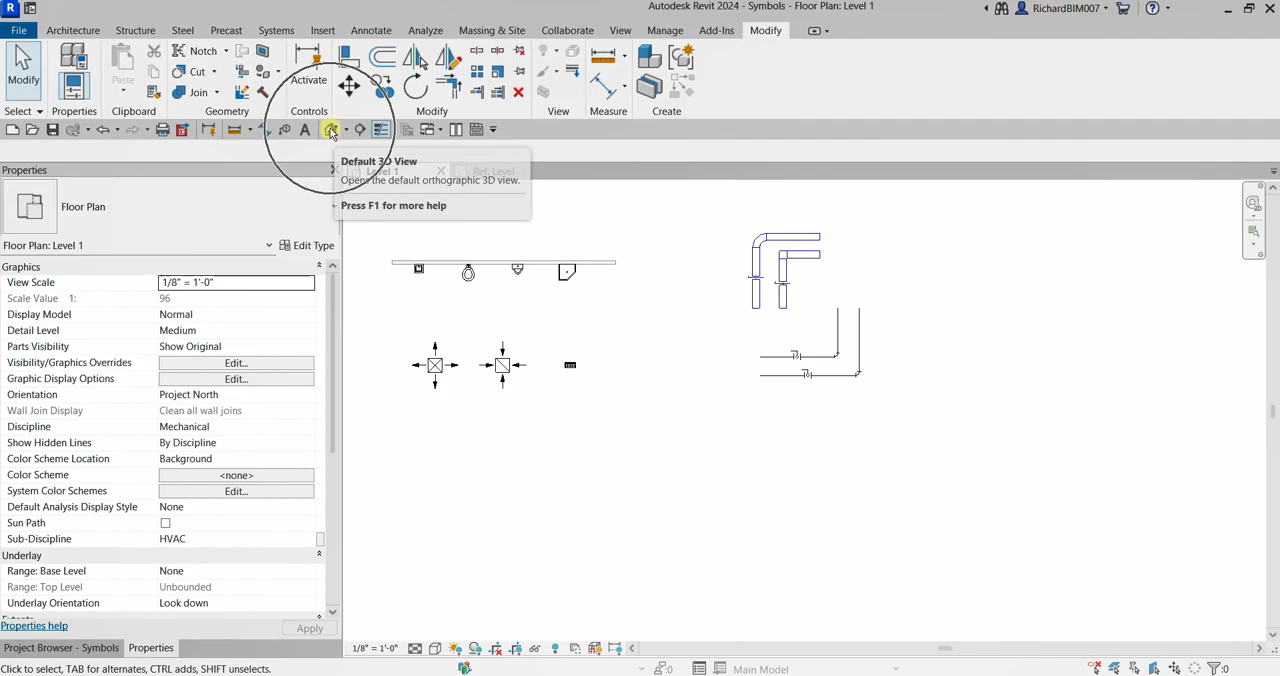 Autodesk Revit 2024 - Symbols - Floor Plan: Level 1
RichardBIM007
File Architecture Structure Steel Precast Systems Insert Annotate Analyze Massing & Site Collaborate View Manage Add-Ins Modify
Modify
Select
Properties
Paste
Clipboard
Notch
Cut
Join
Geometry
Activate
Controls
Modify
View
Measure
Create
Properties
Default 3D View
Opens the default orthographic 3D view.
Press F1 for more help
Level 1
Ref. Level
Floor Plan
Floor Plan: Level 1
Edit Type
Graphics
View Scale 1/8" = 1'-0"
Scale Value 1: 96
Display Model Normal
Detail Level Medium
Parts Visibility Show Original
Visibility/Graphics Overrides Edit...
Graphic Display Options Edit...
Orientation Project North
Wall Join Display Clean all wall joins
Discipline Mechanical
Show Hidden Lines By Discipline
Color Scheme Location Background
Color Scheme <none>
System Color Schemes Edit...
Default Analysis Display Style None
Sun Path
Sub-Discipline HVAC
Underlay
Range: Base Level None
Range: Top Level Unbounded
Underlay Orientation Look down
Extents
Properties help
Apply
Project Browser - Symbols
Properties
1/8" = 1'-0"
Click to select, TAB for alternates, CTRL adds, SHIFT unselects.
:0
Main Model
:0